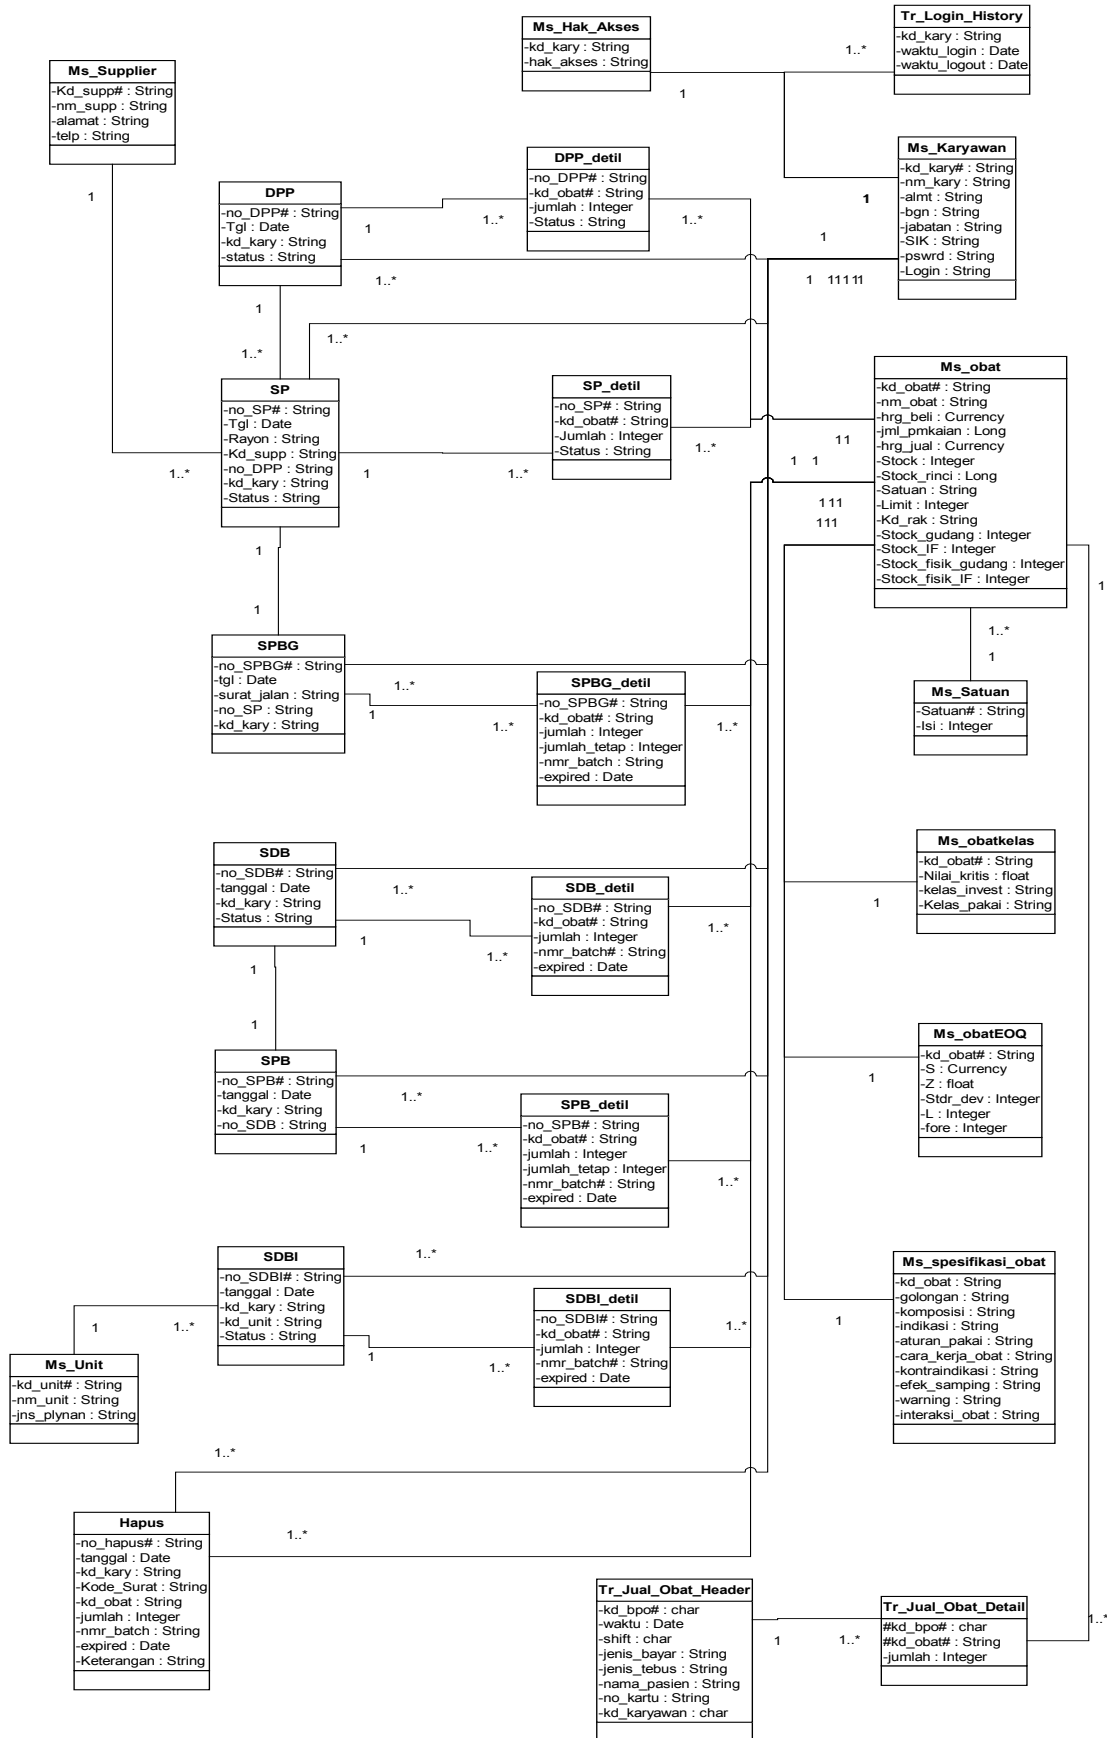 Ms_Hak_Akses
-kd_kary : String
-hak_akses : String
Tr_Login_History
-kd_kary : String
-waktu_login : Date
-waktu_logout : Date
1..*
1
Ms_Supplier
-Kd_supp# : String
-nm_supp : String
-alamat : String
-telp : String
1
Ms_Karyawan
-kd_kary# : String
-nm_kary : String
-almt : String
-bgn : String
-jabatan : String
-SIK : String
-pswrd : String
-Login : String
1
1
1 11111
DPP
-no_DPP# : String
-Tgl : Date
-kd_kary : String
-status : String
1
1..*
DPP_detil
-no_DPP# : String
-kd_obat# : String
-jumlah : Integer
-Status : String
1..*
1..*
1
1..*
1..*
SP
-no_SP# : String
-Tgl : Date
-Rayon : String
-Kd_supp : String
-no_DPP : String
-kd_kary : String
-Status : String
1..*
1
1..*
SP_detil
-no_SP# : String
-kd_obat# : String
-Jumlah : Integer
-Status : String
1..*
Ms_obat
-kd_obat# : String
-nm_obat : String
-hrg_beli : Currency
-jml_pmkaian : Long
-hrg_jual : Currency
-Stock : Integer
-Stock_rinci : Long
-Satuan : String
-Limit : Integer
-Kd_rak : String
-Stock_gudang : Integer
-Stock_IF : Integer
-Stock_fisik_gudang : Integer
-Stock_fisik_IF : Integer
11
1 1
1 11
111
1
1
1
1..*
1
SPBG
-no_SPBG# : String
-tgl : Date
-surat_jalan : String
-no_SP : String
-kd_kary : String
1..*
1
1..*
SPBG_detil
-no_SPBG# : String
-kd_obat# : String
-jumlah : Integer
-jumlah_tetap : Integer
-nmr_batch : String
-expired : Date
1..*
Ms_Satuan
-Satuan# : String
-Isi : Integer
SDB
-no_SDB# : String
-tanggal : Date
-kd_kary : String
-Status : String
1..*
1
1..*
SDB_detil
-no_SDB# : String
-kd_obat# : String
-jumlah : Integer
-nmr_batch# : String
-expired : Date
1..*
Ms_obatkelas
-kd_obat# : String
-Nilai_kritis : float
-kelas_invest : String
-Kelas_pakai : String
1
1
1
SPB
-no_SPB# : String
-tanggal : Date
-kd_kary : String
-no_SDB : String
1..*
1
1..*
SPB_detil
-no_SPB# : String
-kd_obat# : String
-jumlah : Integer
-jumlah_tetap : Integer
-nmr_batch# : String
-expired : Date
1..*
Ms_obatEOQ
-kd_obat# : String
-S : Currency
-Z : float
-Stdr_dev : Integer
-L : Integer
-fore : Integer
1
SDBI
-no_SDBI# : String
-tanggal : Date
-kd_kary : String
-kd_unit : String
-Status : String
1..*
1
1..*
1
1..*
SDBI_detil
-no_SDBI# : String
-kd_obat# : String
-jumlah : Integer
-nmr_batch# : String
-expired : Date
1..*
Ms_spesifikasi_obat
-kd_obat : String
-golongan : String
-komposisi : String
-indikasi : String
-aturan_pakai : String
-cara_kerja_obat : String
-kontraindikasi : String
-efek_samping : String
-warning : String
-interaksi_obat : String
1
Ms_Unit
-kd_unit# : String
-nm_unit : String
-jns_plynan : String
1..*
Hapus
-no_hapus# : String
-tanggal : Date
-kd_kary : String
-Kode_Surat : String
-kd_obat : String
-jumlah : Integer
-nmr_batch : String
-expired : Date
-Keterangan : String
1..*
Tr_Jual_Obat_Header
-kd_bpo# : char
-waktu : Date
-shift : char
-jenis_bayar : String
-jenis_tebus : String
-nama_pasien : String
-no_kartu : String
-kd_karyawan : char
1
1..*
Tr_Jual_Obat_Detail
#kd_bpo# : char
#kd_obat# : String
-jumlah : Integer
1..*